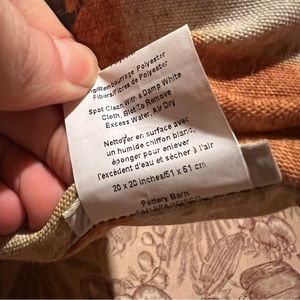 ng/Rembourrage Polyester
Fibers/Fibres de Polyester
Spot Clean With a Damp White
Cloth, Blot To Remove
Excess Water, Air Dry
Nettoyer en surface avec
un humide chiffon blanc,
éponger pour enlever
l'excédent d'eau et sécher à l'air
20 x 20 inches/51 x 51 cm
Pottery Barn